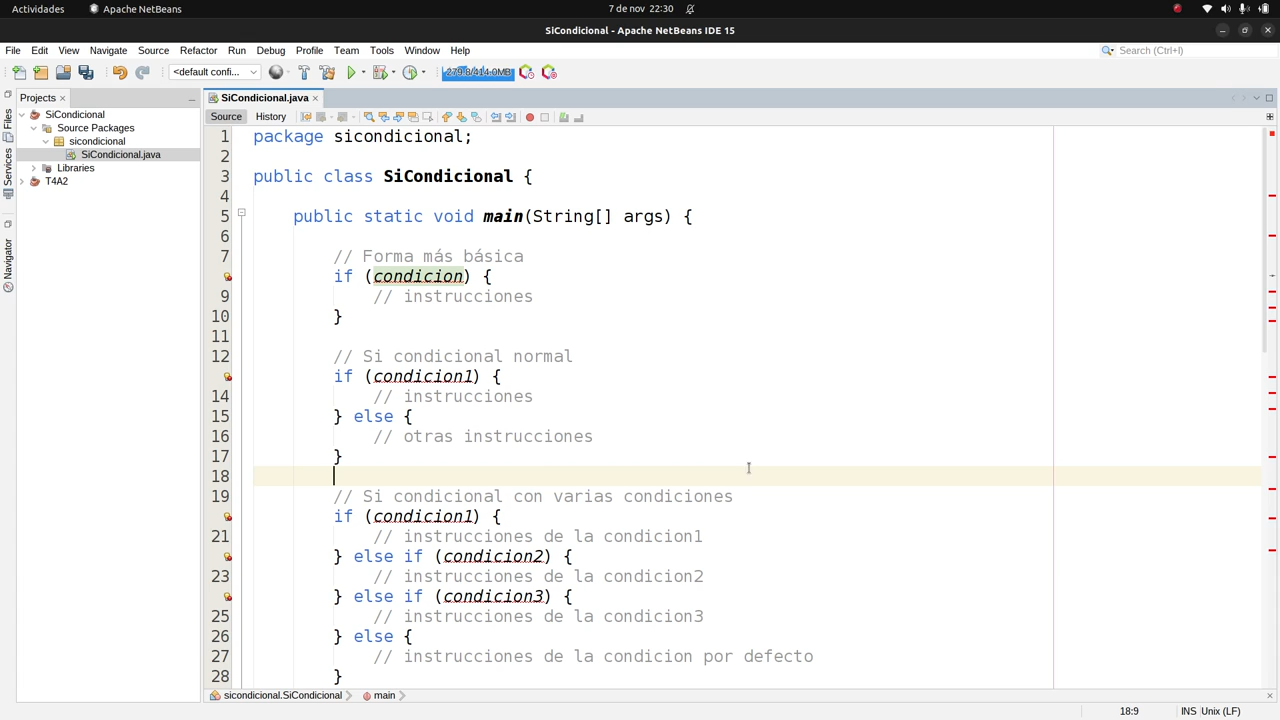 Actividades
Apache NetBeans
7 de nov 22:30
SiCondicional - Apache NetBeans IDE 15
File Edit View Navigate Source Refactor Run Debug Profile Team Tools Window Help
Search (Ctrl+I)
<default confi...
279.8/414.0MB
Projects
SiCondicional.java
Files
Services
Navigator
SiCondicional
Source Packages
sicondicional
SiCondicional.java
Libraries
T4A2
Source History
1 package sicondicional;
2
3 public class SiCondicional {
4
5 public static void main(String[] args) {
6
7 // Forma más básica
if (condicion) {
9 // instrucciones
10 }
11
12 // Si condicional normal
if (condicion1) {
14 // instrucciones
15 } else {
16 // otras instrucciones
17 }
18
19 // Si condicional con varias condiciones
if (condicion1) {
21 // instrucciones de la condicion1
} else if (condicion2) {
23 // instrucciones de la condicion2
} else if (condicion3) {
25 // instrucciones de la condicion3
26 } else {
27 // instrucciones de la condicion por defecto
28 }
sicondicional.SiCondicional
main
18:9
INS Unix (LF)